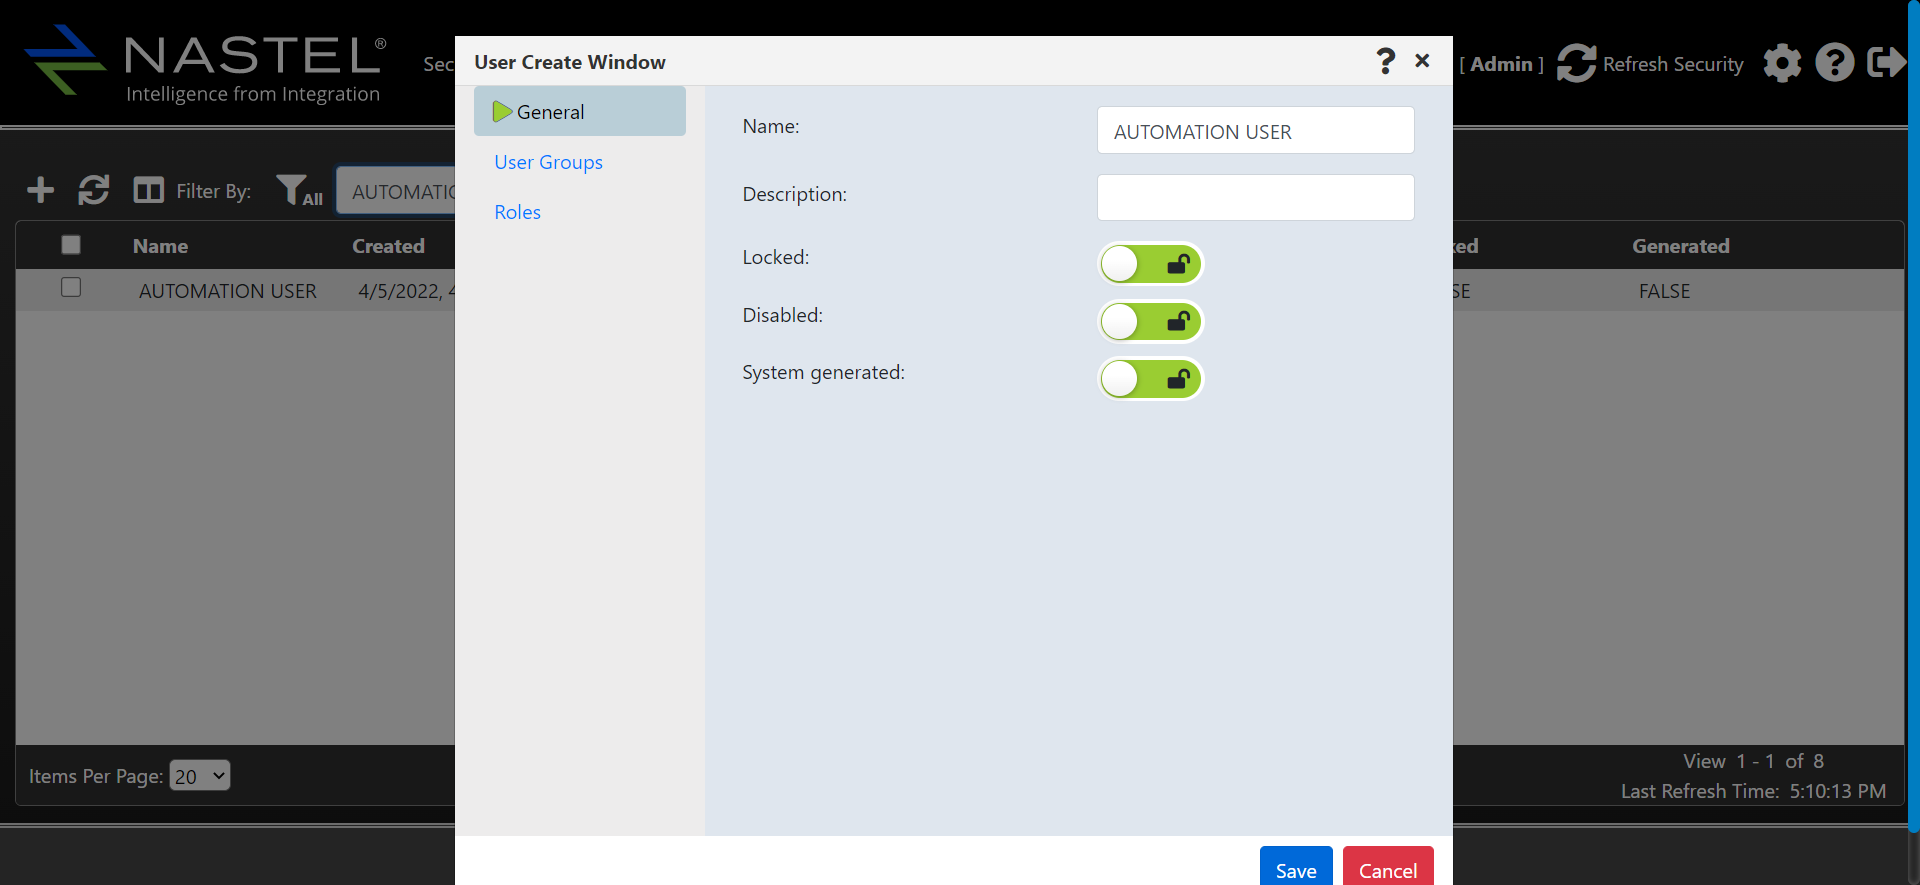 NASTEL®
Intelligence from Integration
Sec
[ Admin ]
Refresh Security
User Create Window
General
User Groups
Roles
Name:
AUTOMATION USER
Description:
Locked:
Disabled:
System generated:
Save
Cancel
Filter By:
All
AUTOMATIC
Name Created ked Generated
AUTOMATION USER 4/5/2022, 4 SE FALSE
Items Per Page: 20
View 1 - 1 of 8
Last Refresh Time: 5:10:13 PM